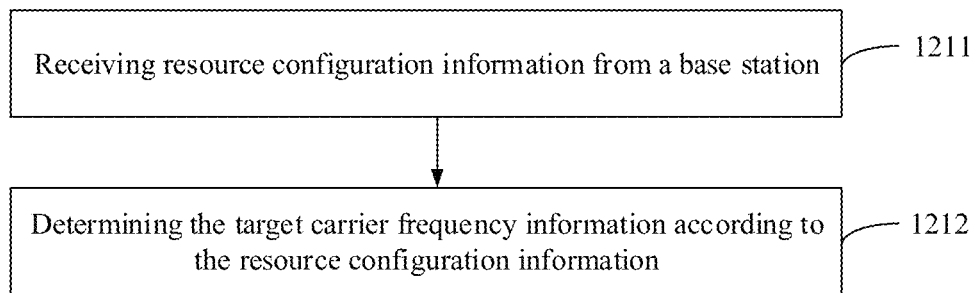 Receiving resource configuration information from a base station
1211
Determining the target carrier frequency information according to
the resource configuration information
1212